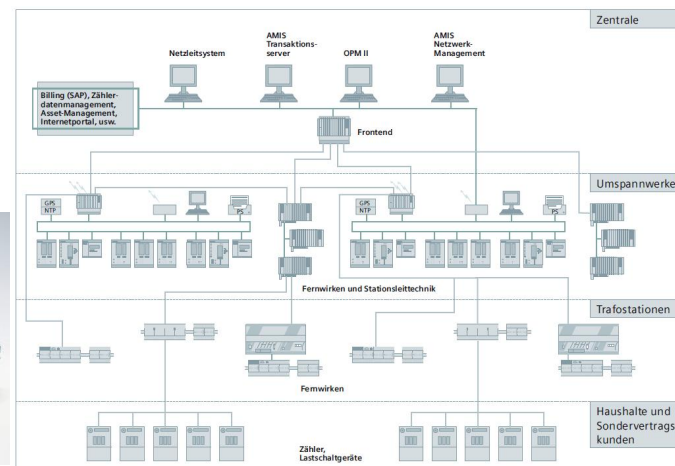 Zentrale
Netzleitsystem
AMIS
Transaktions-
server
OPM II
AMIS
Netzwerk-
Management
Billing (SAP), Zähler-
datenmanagement,
Asset-Management,
Internetportal, usw.
Frontend
Umspannwerke
GPS
NTP
PS
GPS
NTP
PS
Fernwirken und Stationsleittechnik
Trafostationen
Fernwirken
Haushalte und
Sondervertrags
kunden
Zähler,
Lastschaltgeräte